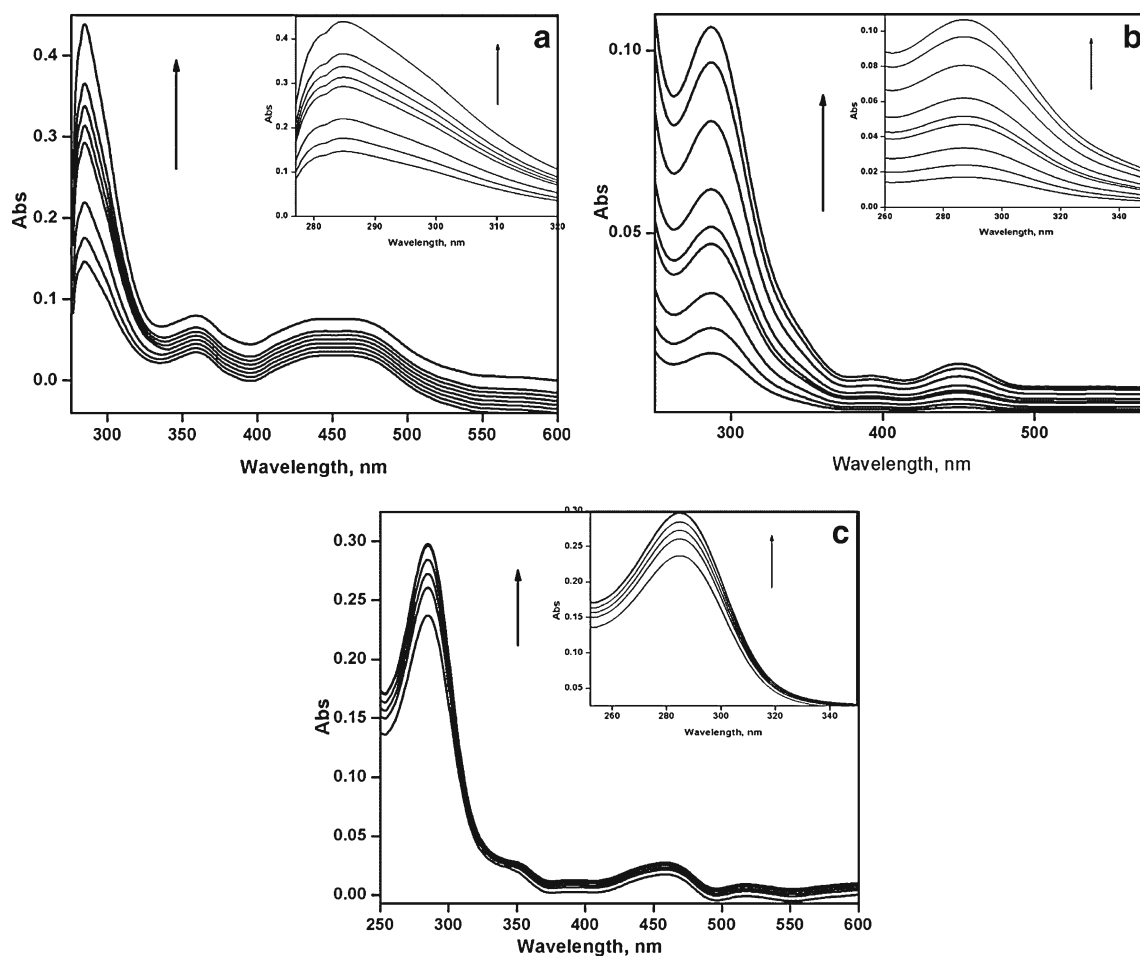 a
0.4
0.3
0.2
0.1
0.0
Abs
300 350 400 450 500 550 600
Wavelength, nm
0.4
0.3
0.2
0.1
0.0
Abs
280 290 300 310 320
Wavelength, nm
b
0.10
0.05
Abs
300 400 500
Wavelength, nm
0.10
0.08
0.06
0.04
0.02
0.00
Abs
260 280 300 320 340
Wavelength, nm
c
0.30
0.25
0.20
0.15
0.10
0.05
0.00
Abs
250 300 350 400 450 500 550 600
Wavelength, nm
0.30
0.25
0.20
0.15
0.10
0.05
Abs
260 280 300 320 340
Wavelength, nm